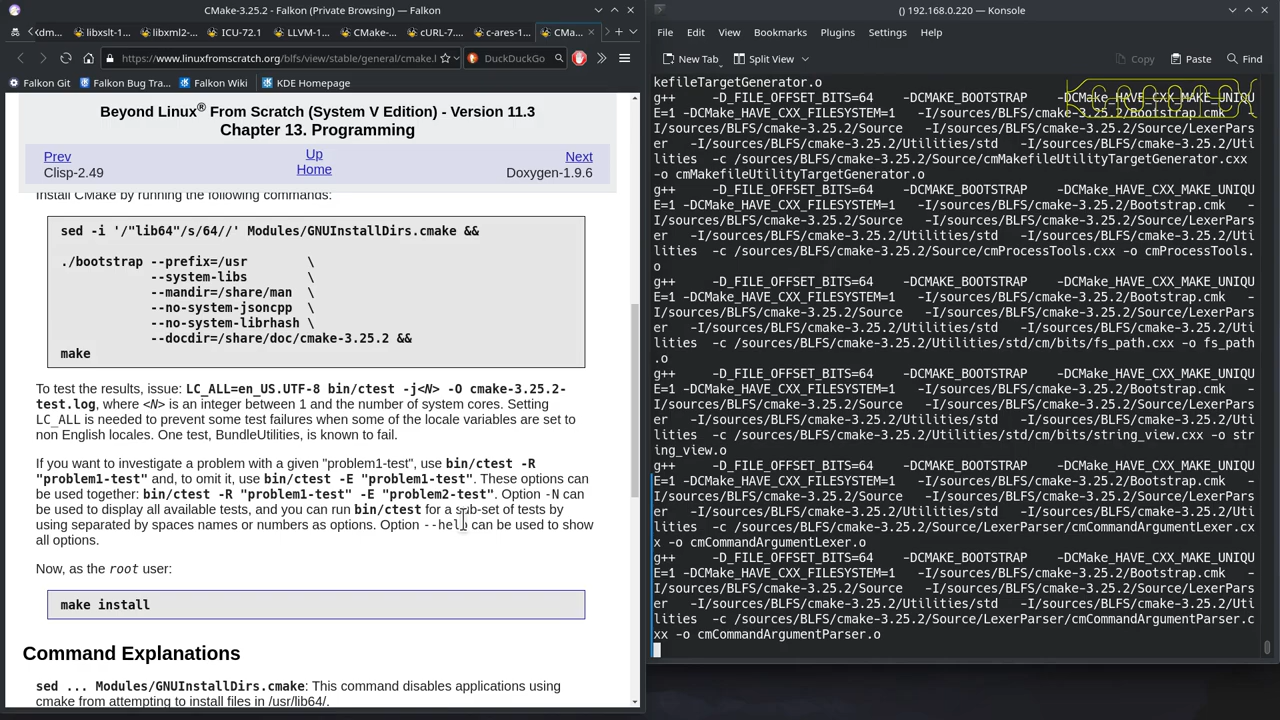 CMake-3.25.2 - Falkon (Private Browsing) — Falkon
libxslt-1
libxml2-...
ICU-72.1
LLVM-1...
CMake-...
cURL-7....
c-ares-1...
CMa...
https://www.linuxfromscratch.org/blfs/view/stable/general/cmake.l
DuckDuckGo
Falkon Git
Falkon Bug Tra...
Falkon Wiki
KDE Homepage
Beyond Linux® From Scratch (System V Edition) - Version 11.3
Chapter 13. Programming
Prev
Up
Next
Clisp-2.49
Home
Doxygen-1.9.6
Install CMake by running the following commands:
sed -i '/"lib64"/s/64//' Modules/GNUInstallDirs.cmake &&
./bootstrap --prefix=/usr \
--system-libs \
--mandir=/share/man \
--no-system-jsoncpp \
--no-system-librhash \
--docdir=/share/doc/cmake-3.25.2 &&
make
To test the results, issue: LC_ALL=en_US.UTF-8 bin/ctest -j<N> -O cmake-3.25.2-
test.log, where <N> is an integer between 1 and the number of system cores. Setting
LC_ALL is needed to prevent some test failures when some of the locale variables are set to
non English locales. One test, BundleUtilities, is known to fail.
If you want to investigate a problem with a given "problem1-test", use bin/ctest -R
"problem1-test" and, to omit it, use bin/ctest -E "problem1-test". These options can
be used together: bin/ctest -R "problem1-test" -E "problem2-test". Option -N can
be used to display all available tests, and you can run bin/ctest for a sub-set of tests by
using separated by spaces names or numbers as options. Option --help can be used to show
all options.
Now, as the root user:
make install
Command Explanations
sed ... Modules/GNUInstallDirs.cmake: This command disables applications using
cmake from attempting to install files in /usr/lib64/.
() 192.168.0.220 — Konsole
File Edit View Bookmarks Plugins Settings Help
New Tab Split View Copy Paste Find
kefileTargetGenerator.o
g++ -D_FILE_OFFSET_BITS=64 -DCMAKE_BOOTSTRAP -DCMake_HAVE_CXX_MAKE_UNIQU
E=1 -DCMake_HAVE_CXX_FILESYSTEM=1 -I/sources/BLFS/cmake-3.25.2/Bootstrap.cmk -
I/sources/BLFS/cmake-3.25.2/Source -I/sources/BLFS/cmake-3.25.2/Source/LexerPars
er -I/sources/BLFS/cmake-3.25.2/Utilities/std -I/sources/BLFS/cmake-3.25.2/Uti
lities -c /sources/BLFS/cmake-3.25.2/Source/cmMakefileUtilityTargetGenerator.cxx
-o cmMakefileUtilityTargetGenerator.o
g++ -D_FILE_OFFSET_BITS=64 -DCMAKE_BOOTSTRAP -DCMake_HAVE_CXX_MAKE_UNIQU
E=1 -DCMake_HAVE_CXX_FILESYSTEM=1 -I/sources/BLFS/cmake-3.25.2/Bootstrap.cmk -
I/sources/BLFS/cmake-3.25.2/Source -I/sources/BLFS/cmake-3.25.2/Source/LexerPars
er -I/sources/BLFS/cmake-3.25.2/Utilities/std -I/sources/BLFS/cmake-3.25.2/Uti
lities -c /sources/BLFS/cmake-3.25.2/Source/cmProcessTools.cxx -o cmProcessTools.
o
g++ -D_FILE_OFFSET_BITS=64 -DCMAKE_BOOTSTRAP -DCMake_HAVE_CXX_MAKE_UNIQU
E=1 -DCMake_HAVE_CXX_FILESYSTEM=1 -I/sources/BLFS/cmake-3.25.2/Bootstrap.cmk -
I/sources/BLFS/cmake-3.25.2/Source -I/sources/BLFS/cmake-3.25.2/Source/LexerPars
er -I/sources/BLFS/cmake-3.25.2/Utilities/std -I/sources/BLFS/cmake-3.25.2/Uti
lities -c /sources/BLFS/cmake-3.25.2/Utilities/std/cm/bits/fs_path.cxx -o fs_path
.o
g++ -D_FILE_OFFSET_BITS=64 -DCMAKE_BOOTSTRAP -DCMake_HAVE_CXX_MAKE_UNIQU
E=1 -DCMake_HAVE_CXX_FILESYSTEM=1 -I/sources/BLFS/cmake-3.25.2/Bootstrap.cmk -
I/sources/BLFS/cmake-3.25.2/Source -I/sources/BLFS/cmake-3.25.2/Source/LexerPars
er -I/sources/BLFS/cmake-3.25.2/Utilities/std -I/sources/BLFS/cmake-3.25.2/Uti
lities -c /sources/BLFS/cmake-3.25.2/Utilities/std/cm/bits/string_view.cxx -o str
ing_view.o
g++ -D_FILE_OFFSET_BITS=64 -DCMAKE_BOOTSTRAP -DCMake_HAVE_CXX_MAKE_UNIQU
E=1 -DCMake_HAVE_CXX_FILESYSTEM=1 -I/sources/BLFS/cmake-3.25.2/Bootstrap.cmk -
I/sources/BLFS/cmake-3.25.2/Source -I/sources/BLFS/cmake-3.25.2/Source/LexerPars
er -I/sources/BLFS/cmake-3.25.2/Utilities/std -I/sources/BLFS/cmake-3.25.2/Uti
lities -c /sources/BLFS/cmake-3.25.2/Source/LexerParser/cmCommandArgumentLexer.cx
x -o cmCommandArgumentLexer.o
g++ -D_FILE_OFFSET_BITS=64 -DCMAKE_BOOTSTRAP -DCMake_HAVE_CXX_MAKE_UNIQU
E=1 -DCMake_HAVE_CXX_FILESYSTEM=1 -I/sources/BLFS/cmake-3.25.2/Bootstrap.cmk -
I/sources/BLFS/cmake-3.25.2/Source -I/sources/BLFS/cmake-3.25.2/Source/LexerPars
er -I/sources/BLFS/cmake-3.25.2/Utilities/std -I/sources/BLFS/cmake-3.25.2/Uti
lities -c /sources/BLFS/cmake-3.25.2/Source/LexerParser/cmCommandArgumentParser.c
xx -o cmCommandArgumentParser.o